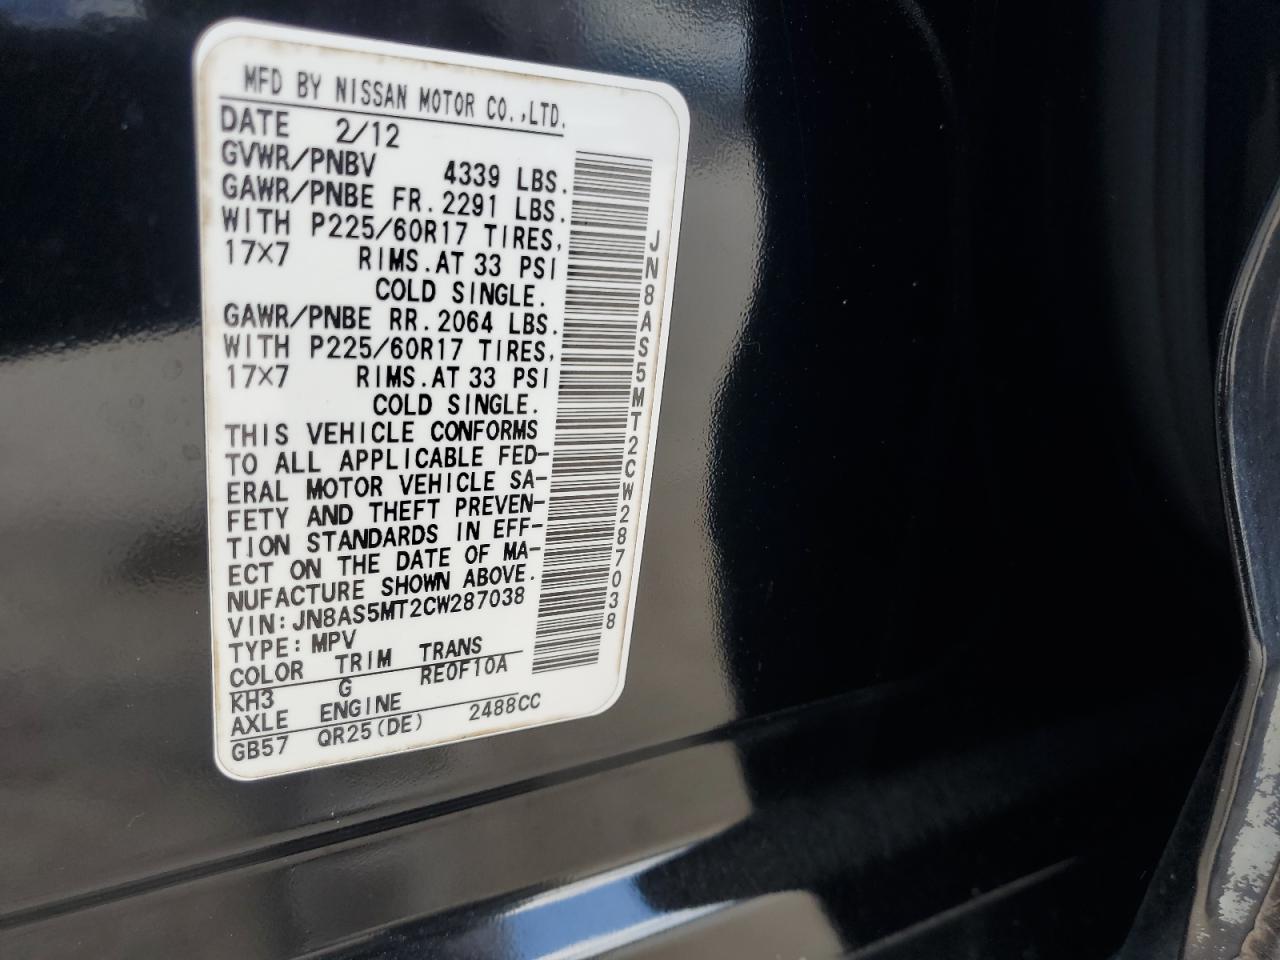 MFD BY NISSAN MOTOR CO.,LTD.
DATE 2/12
GVWR/PNBV 4339 LBS.
GAWR/PNBE FR.2291 LBS.
WITH P225/60R17 TIRES,
17×7 RIMS.AT 33 PSI
COLD SINGLE.
GAWR/PNBE RR.2064 LBS.
WITH P225/60R17 TIRES,
17×7 RIMS.AT 33 PSI
COLD SINGLE.
THIS VEHICLE CONFORMS
TO ALL APPLICABLE FED-
ERAL MOTOR VEHICLE SA-
FETY AND THEFT PREVEN-
TION STANDARDS IN EFF-
ECT ON THE DATE OF MA-
NUFACTURE SHOWN ABOVE.
VIN:JN8AS5MT2CW287038
TYPE:MPV
COLOR TRIM TRANS
KH3 G RE0F10A
AXLE ENGINE
GB57 QR25(DE) 2488CC
JN8AS5MT2CW287038